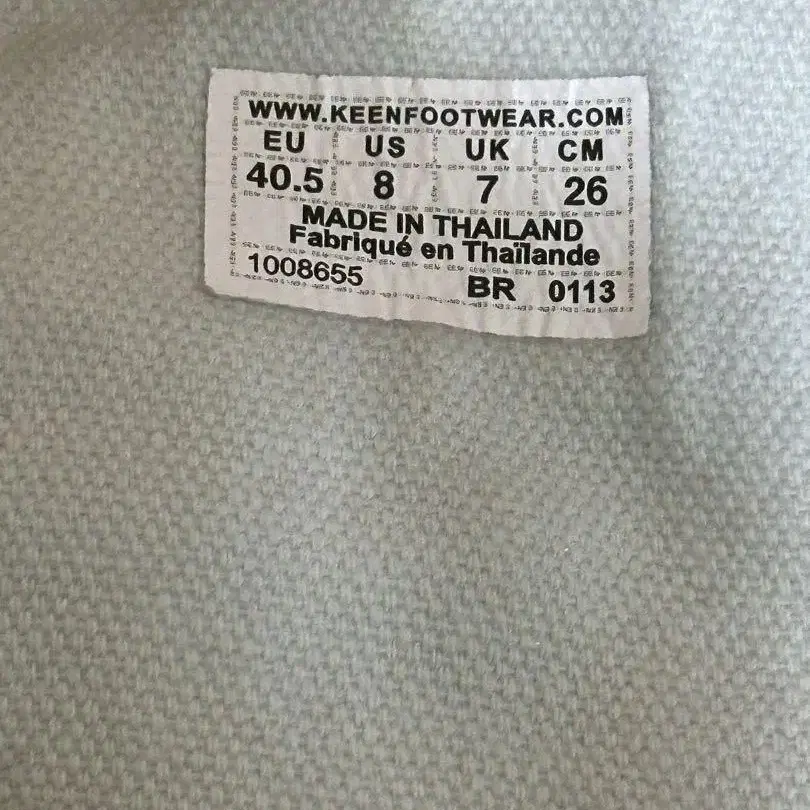 WWW.KEENFOOTWEAR.COM
EU US UK CM
40.5 8 7 26
MADE IN THAILAND
Fabriqué en Thaïlande
1008655 BR 0113